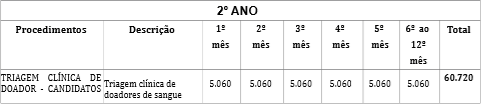 2º ANO
Procedimentos Descrição 1º mês 2º mês 3º mês 4º mês 5º mês 6º ao 12º mês Total
TRIAGEM CLÍNICA DE DOADOR - CANDIDATOS Triagem clínica de doadores de sangue 5.060 5.060 5.060 5.060 5.060 5.060 60.720